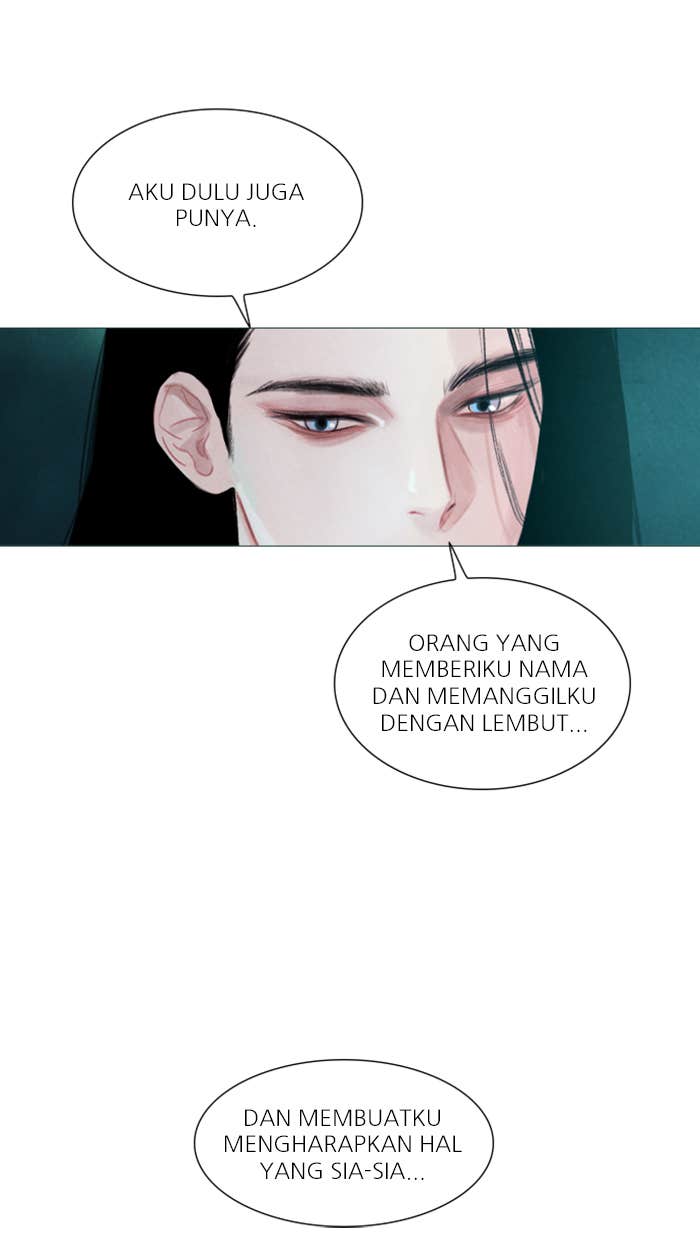 AKU DULU JUGA
PUNYA.
ORANG YANG
MEMBERIKU NAMA
DAN MEMANGGILKU
DENGAN LEMBUT...
DAN MEMBUATKU
MENGHARAPKAN HAL
YANG SIA-SIA...